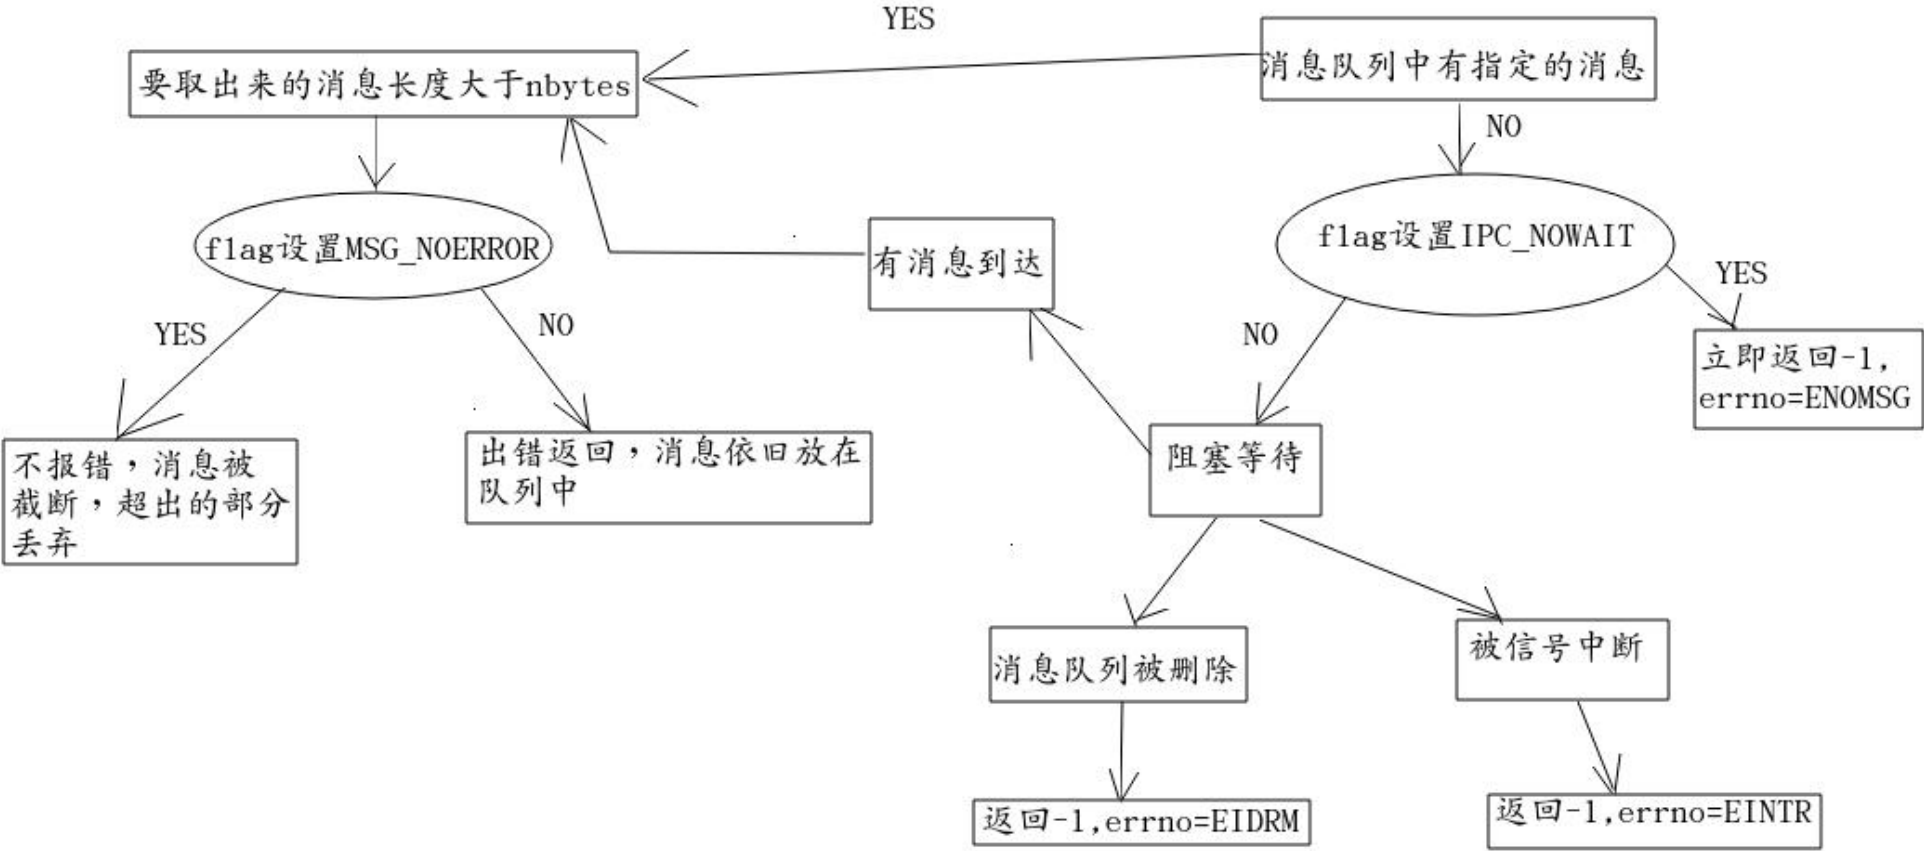 YES
消息队列中有指定的消息
要取出来的消息长度大于nbytes
NO
flag设置IPC_NOWAIT
flag设置MSG_NOERROR
有消息到达
YES
YES
NO
NO
立即返回-1,
errno=ENOMSG
不报错，消息被
截断，超出的部分
丢弃
出错返回，消息依旧放在
队列中
阻塞等待
消息队列被删除
被信号中断
返回-1,errno=EIDRM
返回-1,errno=EINTR